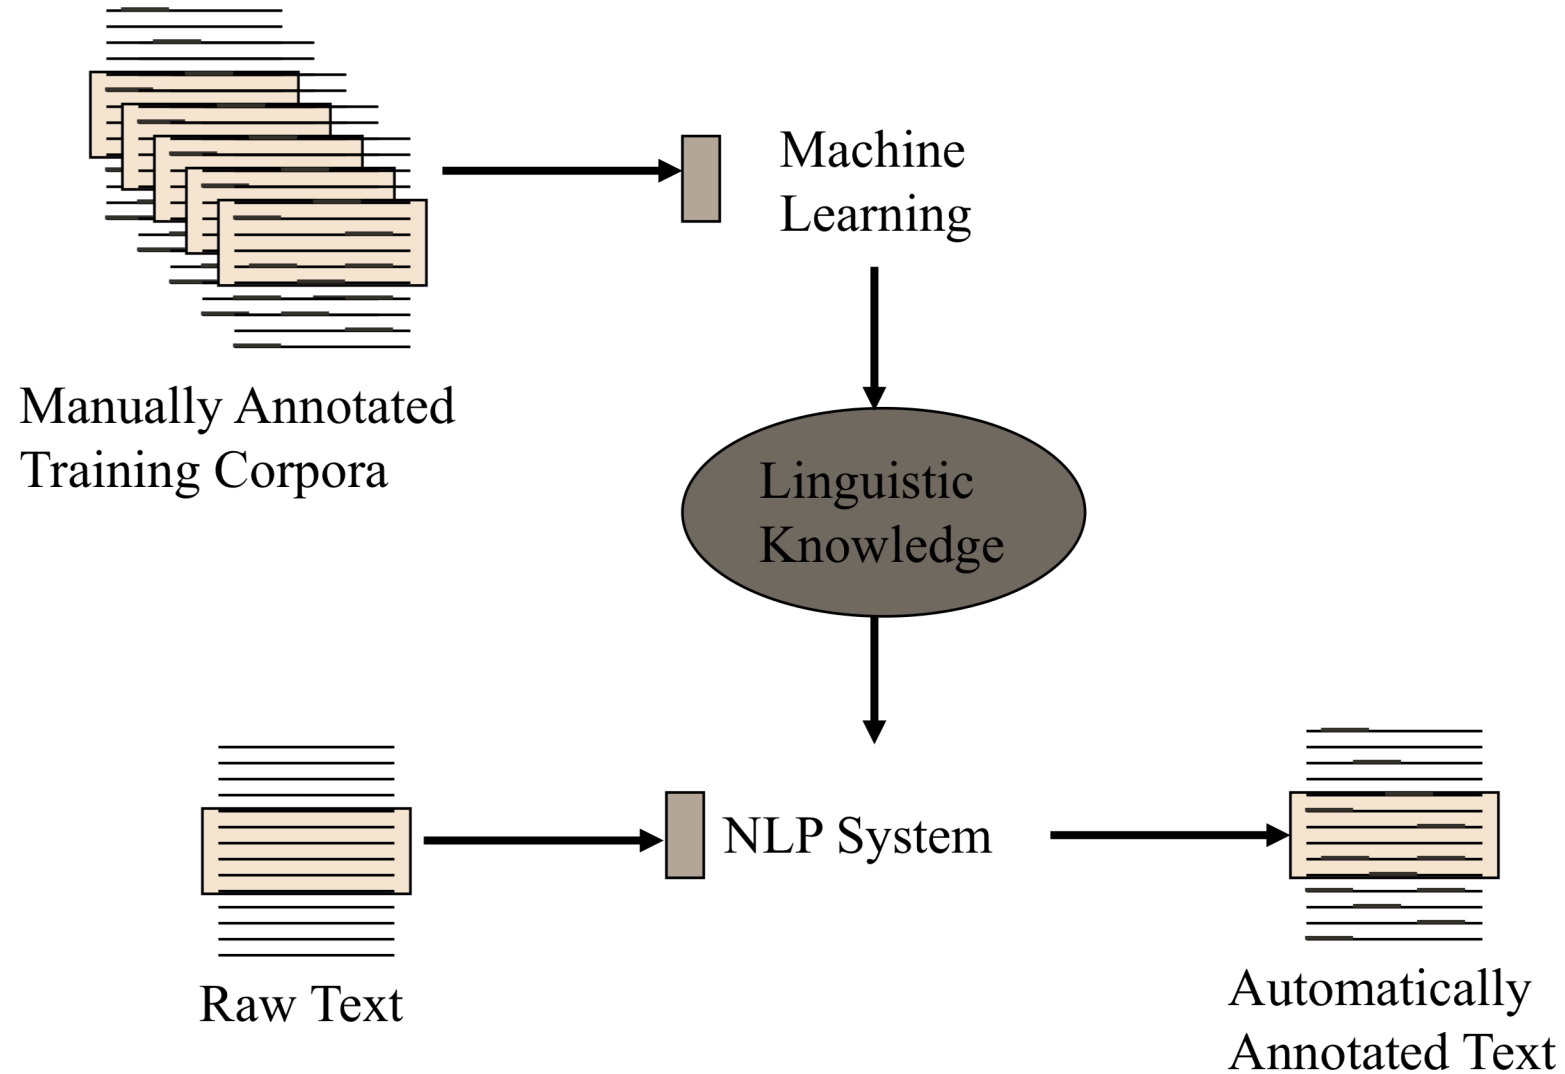 Machine
Learning
Manually Annotated
Training Corpora
Linguistic
Knowledge
NLP System
Raw Text
Automatically
Annotated Text